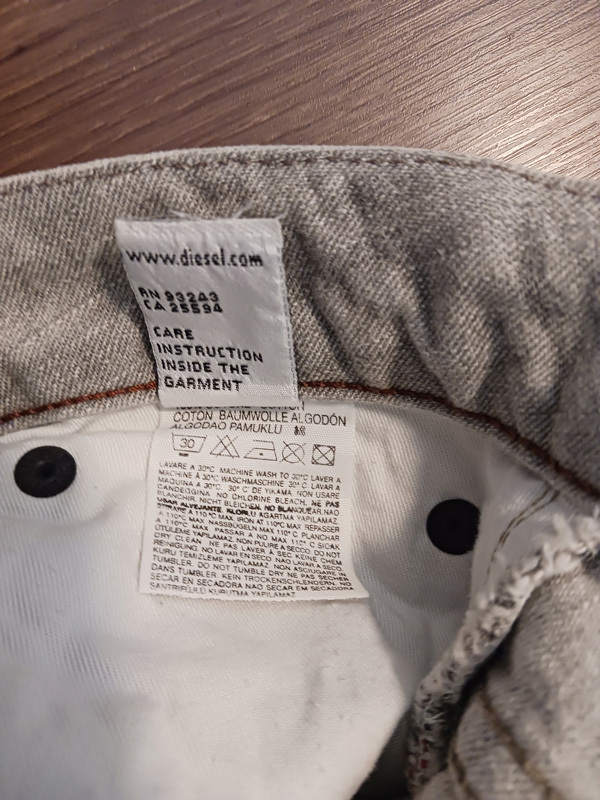 www.diesel.com
RN 93243
CA 25594
CARE
INSTRUCTION
INSIDE THE
GARMENT
COTON BAUMWOLLE ALGODÓN
ALGODAO PAMUKLU
30
LAVARE A 30°C. MACHINE WASH TO 30°C LAVER A
MACHINE À 30°C WASCHMASCHINE 30°C LAVAR A
MAQUINA A 30°C. 30°C' DE YIKAMA NON USARE
CANDEGGINA. NO CHLORINE BLEACH. NE PAS
BLANCHIR. NICHT BLEICHEN. NO BLANQUEAR. NAO
USAR ALVEJANTE. KLORLU AGARTMA YAPILAMAZ.
A 110°C MAX. IRON AT 110°C MAX REPASSER
A 110°C MAX. NASSBUGEN MAX 110°C PLANCHAR
A 110°C MAX. PASSAR A NO MAX. 110°C SICAK
ÜTÜLEME YAPILAMAZ. NON PULIRE A SECCO. DO NOT
DRY CLEAN. NE PAS LAVER À SEC. KEINE CHEM
REINIGUNG. NO LAVAR EN SECO. NAO LAVAR A SECO.
KURU TEMIZLEME YAPILAMAZ. NON ASCIUGARE IN
TUMBLER. DO NOT TUMBLE DRY NE PAS SECHER
DANS TUMBLER. KEIN TROCKENSCHLEUDERN. NO
SECAR EN SECADORA NAO SECAR EM SECADORA
SANTRIFÜJLÜ KURUTMA YAPILAMAZ